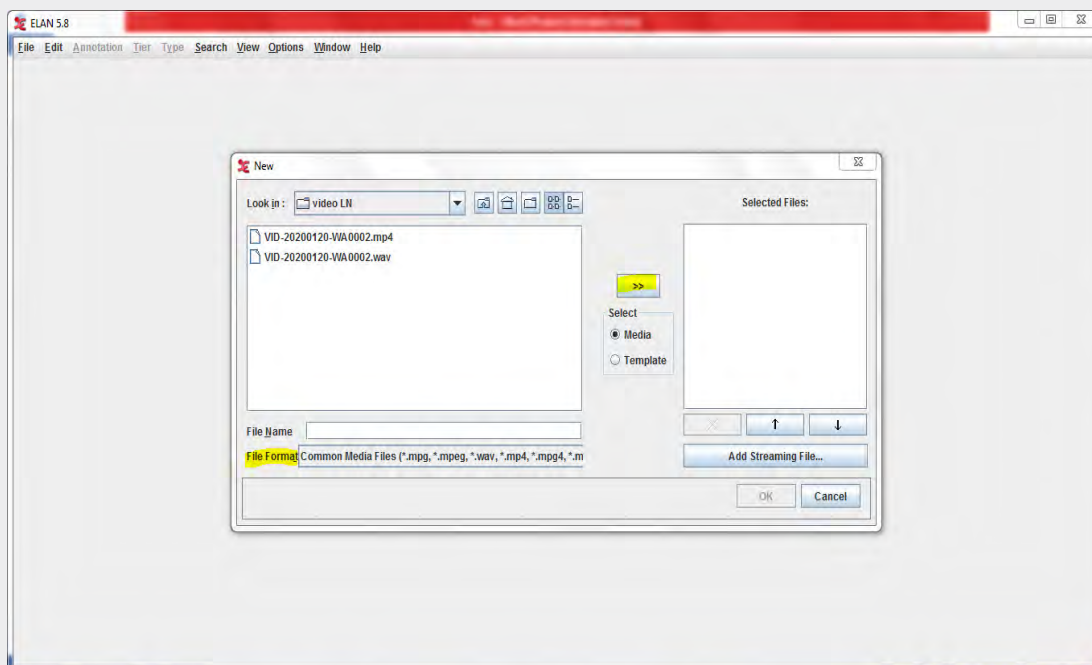 ELAN 5.8
File Edit Annotation Tier Type Search View Options Window Help
New
Look in : video LN
Selected Files:
VID-20200120-WA0002.mp4
VID-20200120-WA0002.wav
>>
Select
Media
Template
File Name
File Format Common Media Files (*.mpg, *.mpeg, *.wav, *.mp4, *.mpg4, *.m
↑ ↓
Add Streaming File...
OK Cancel